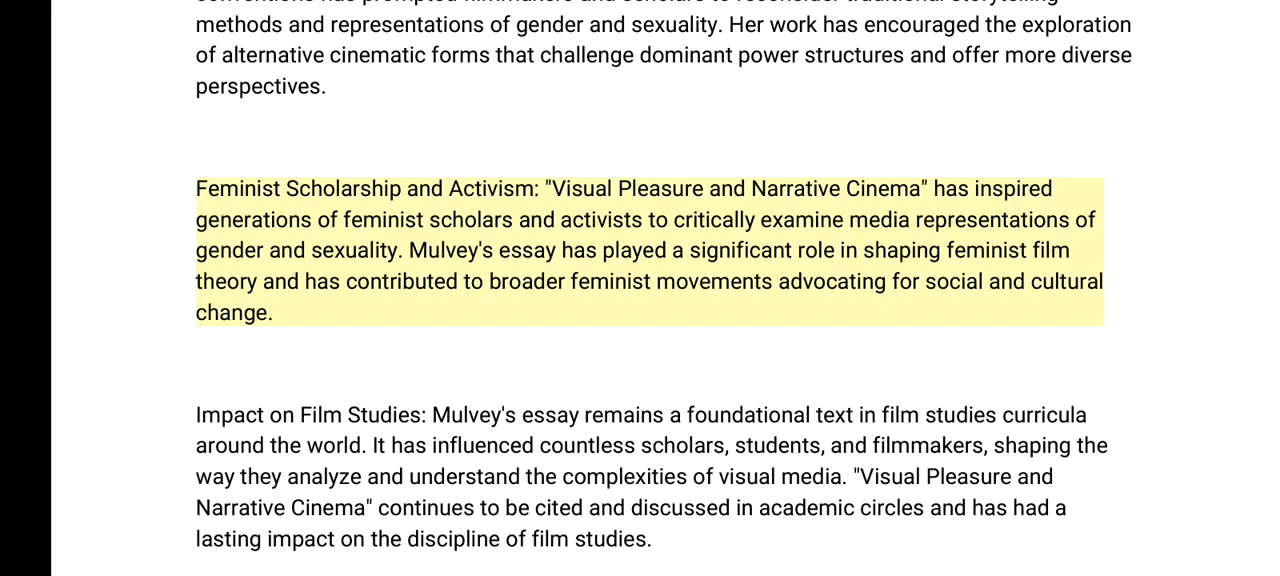 methods and representations of gender and sexuality. Her work has encouraged the exploration
of alternative cinematic forms that challenge dominant power structures and offer more diverse
perspectives.
Feminist Scholarship and Activism: "Visual Pleasure and Narrative Cinema" has inspired
generations of feminist scholars and activists to critically examine media representations of
gender and sexuality. Mulvey's essay has played a significant role in shaping feminist film
theory and has contributed to broader feminist movements advocating for social and cultural
change.
Impact on Film Studies: Mulvey's essay remains a foundational text in film studies curricula
around the world. It has influenced countless scholars, students, and filmmakers, shaping the
way they analyze and understand the complexities of visual media. "Visual Pleasure and
Narrative Cinema" continues to be cited and discussed in academic circles and has had a
lasting impact on the discipline of film studies.